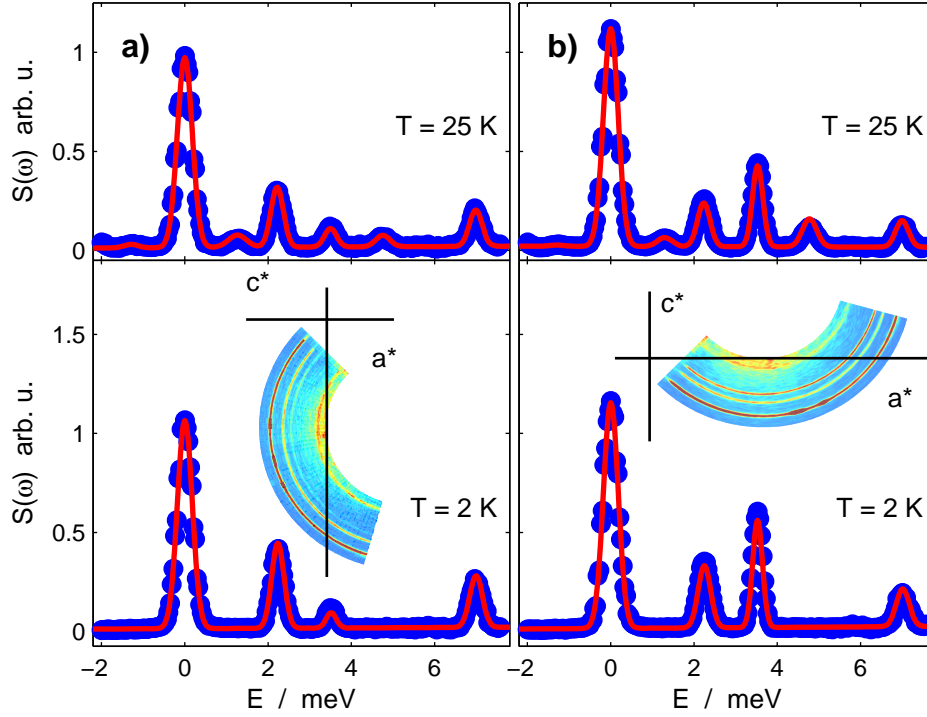 a)
b)
1
0.5
0
S(ω) arb. u.
T = 25 K
T = 25 K
1.5
1
0.5
0
S(ω) arb. u.
c*
a*
T = 2 K
c*
a*
T = 2 K
−2 0 2 4 6
−2 0 2 4 6
E / meV
E / meV